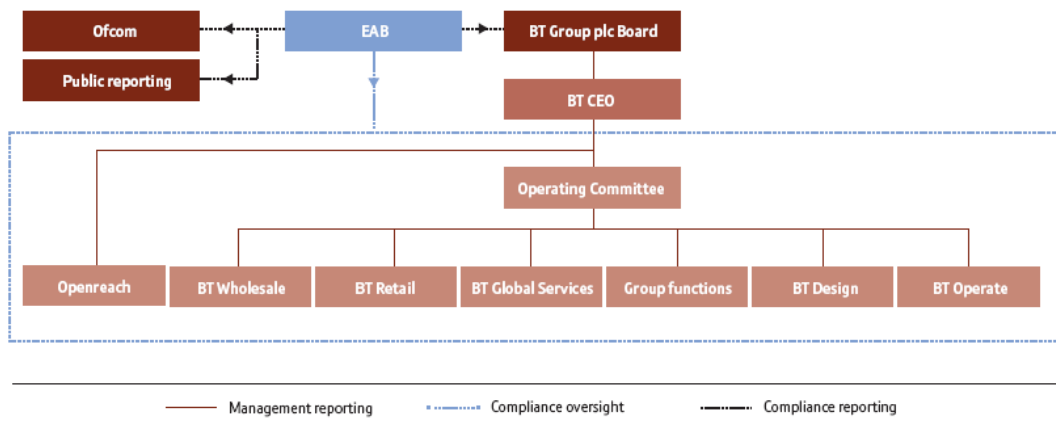 Ofcom
EAB
BT Group plc Board
Public reporting
BT CEO
Operating Committee
Openreach
BT Wholesale
BT Retail
BT Global Services
Group functions
BT Design
BT Operate
Management reporting
Compliance oversight
Compliance reporting